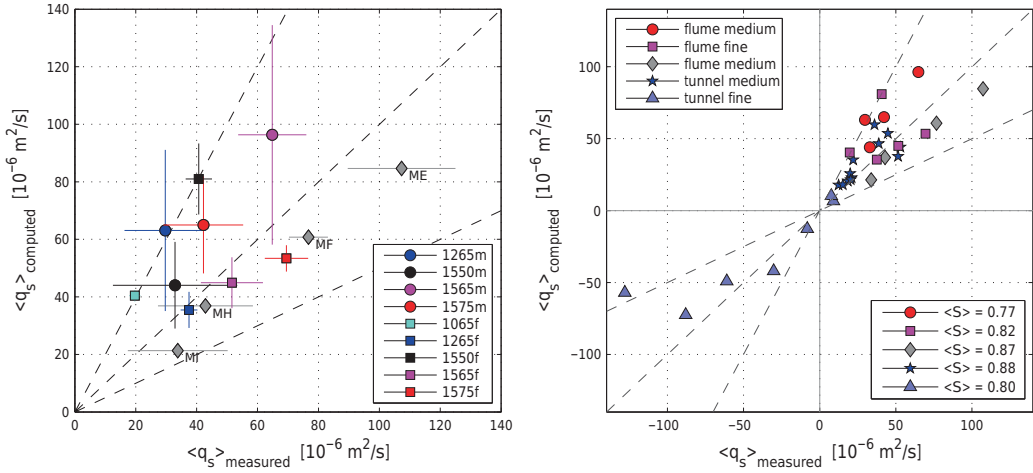 140
120
100
80
60
40
20
0
0
20
40
60
80
100
120
140
<q_s>_computed [10^-6 m^2/s]
<q_s>_measured [10^-6 m^2/s]
ME
MF
MH
MI
1265m
1550m
1565m
1575m
1065f
1265f
1550f
1565f
1575f
100
50
0
−50
−100
−100
−50
0
50
100
<q_s>_computed [10^-6 m^2/s]
<q_s>_measured [10^-6 m^2/s]
flume medium
flume fine
flume medium
tunnel medium
tunnel fine
<S> = 0.77
<S> = 0.82
<S> = 0.87
<S> = 0.88
<S> = 0.80